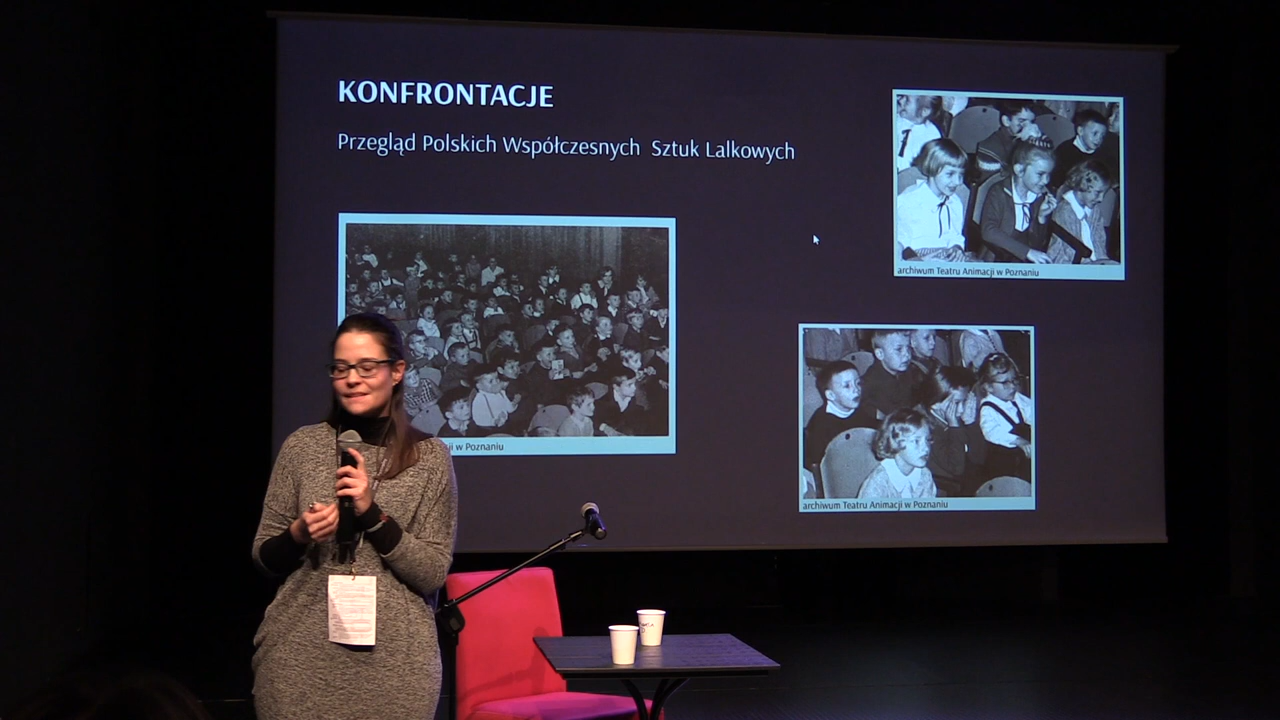 KONFRONTACJE
Przegląd Polskich Współczesnych Sztuk Lalkowych
archiwum Teatru Animacji w Poznaniu
w Poznaniu
archiwum Teatru Animacji w Poznaniu